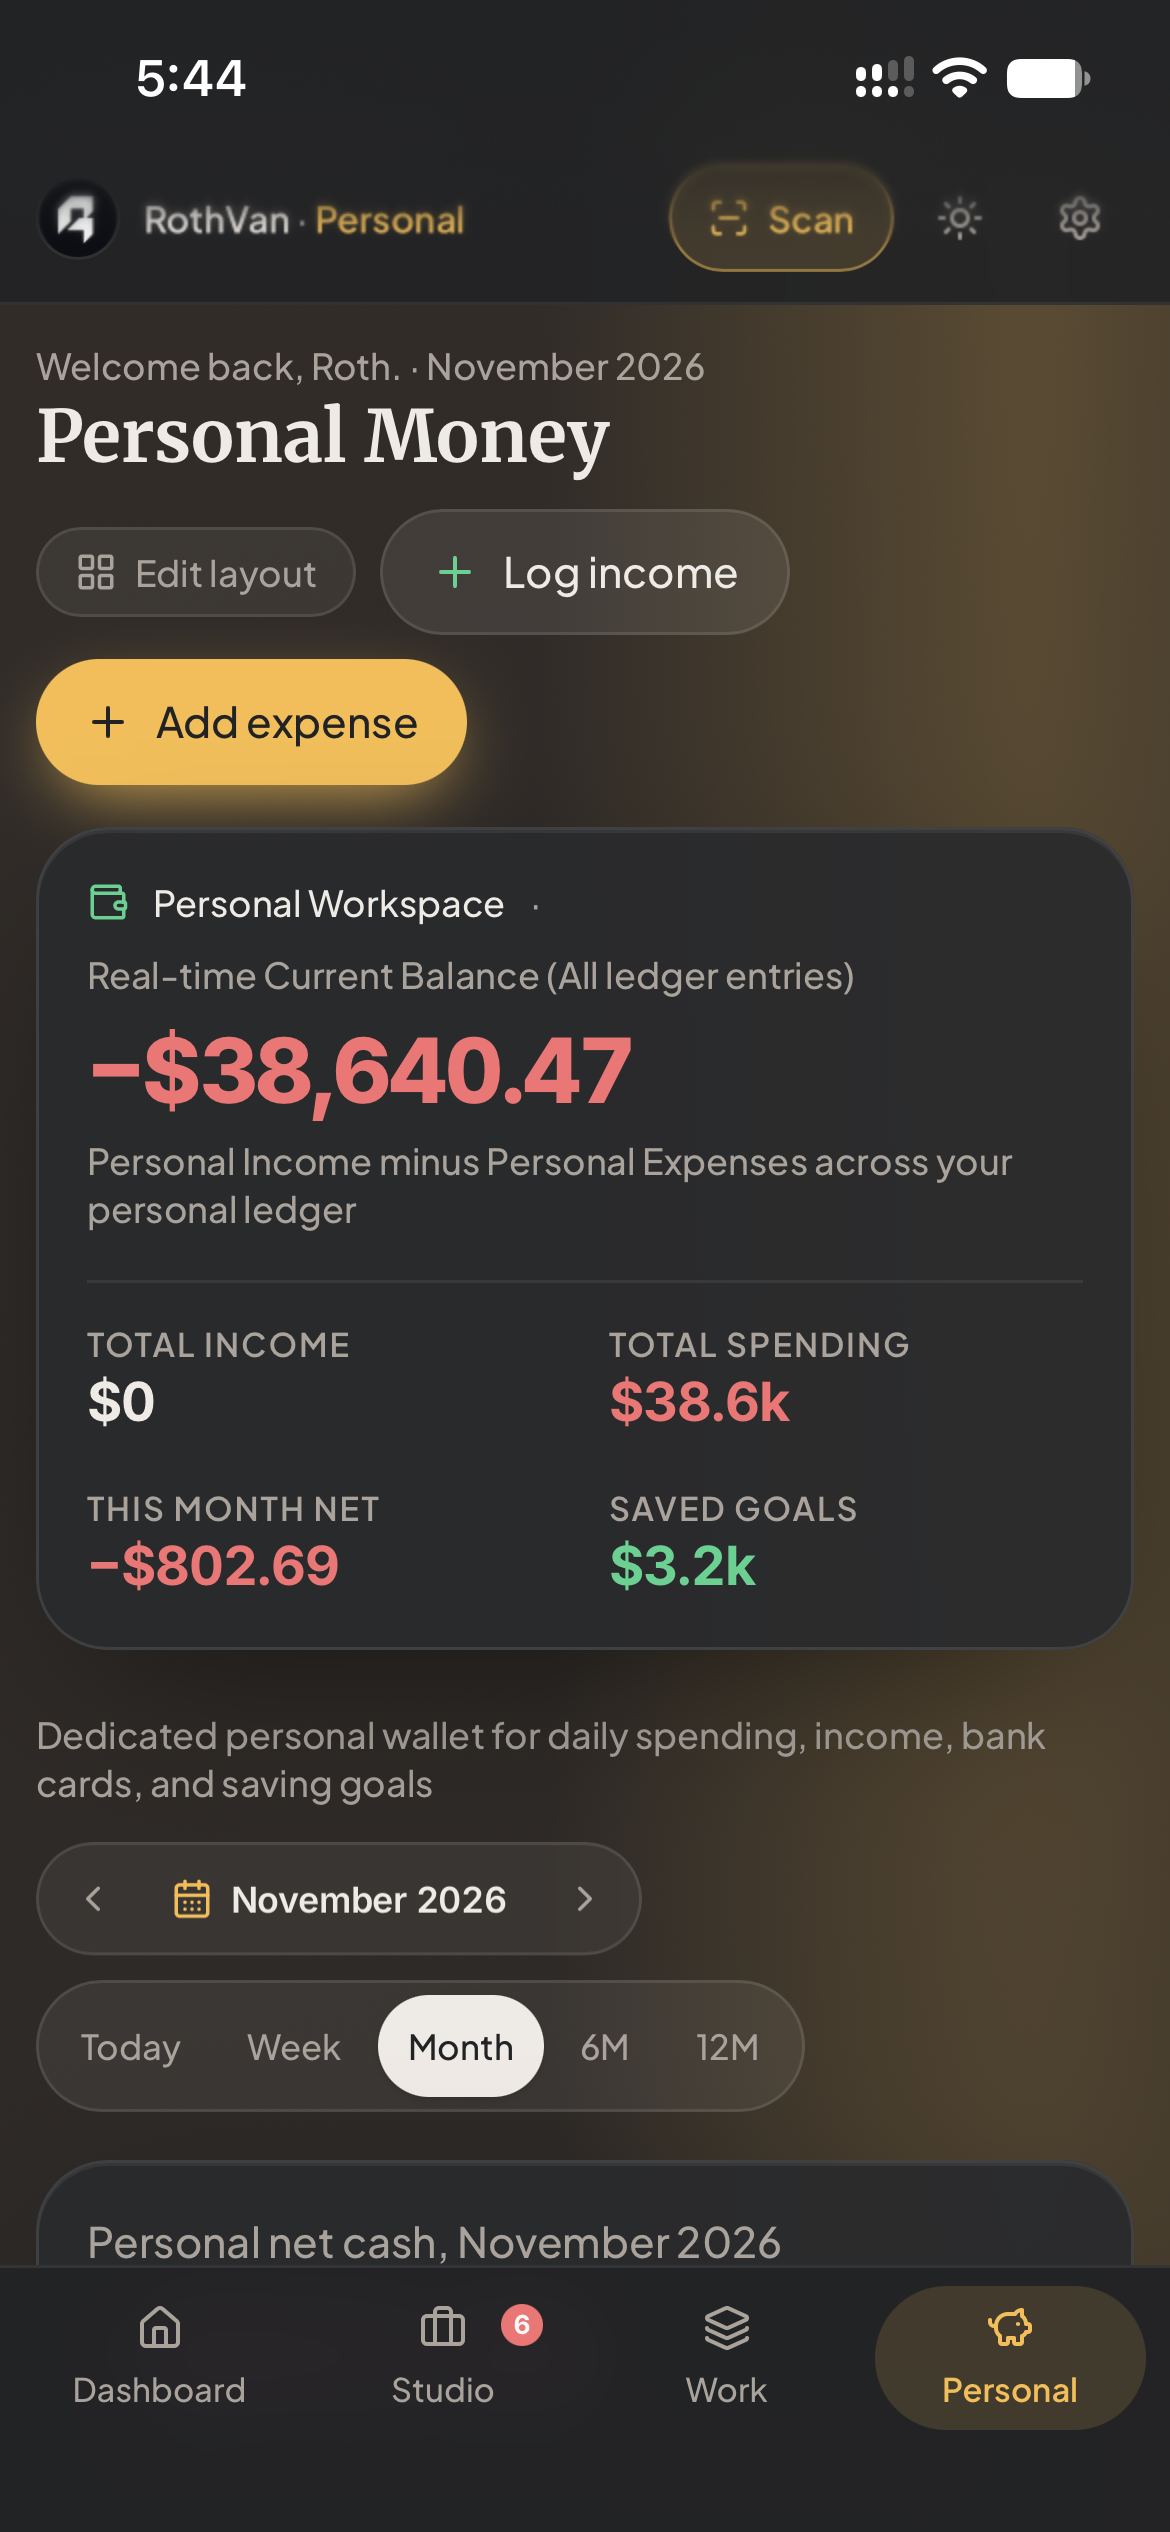 5:44
RothVan · Personal
Scan
Welcome back, Roth. · November 2026
Personal Money
Edit layout
Log income
Add expense
Personal Workspace ·
Real-time Current Balance (All ledger entries)
−$38,640.47
Personal Income minus Personal Expenses across your
personal ledger
TOTAL INCOME
$0
TOTAL SPENDING
$38.6k
THIS MONTH NET
−$802.69
SAVED GOALS
$3.2k
Dedicated personal wallet for daily spending, income, bank
cards, and saving goals
November 2026
Today Week Month 6M 12M
Personal net cash, November 2026
6
Dashboard Studio Work Personal